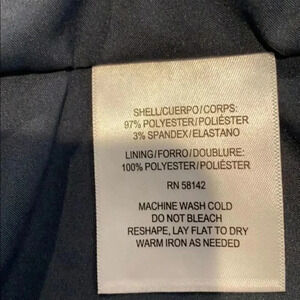 SHELL/CUERPO/CORPS:
97% POLYESTER/POLIÉSTER
3% SPANDEX/ELASTANO
LINING/FORRO/DOUBLURE:
100% POLYESTER/POLIÉSTER
RN 58142
MACHINE WASH COLD
DO NOT BLEACH
RESHAPE, LAY FLAT TO DRY
WARM IRON AS NEEDED